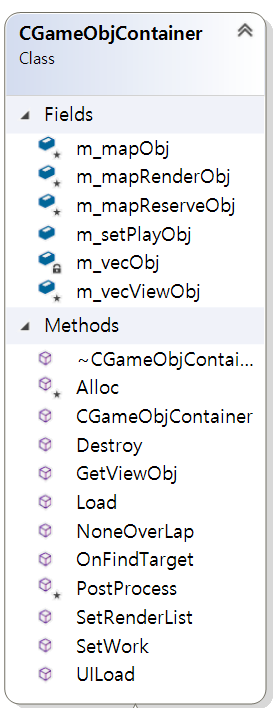 CGameObjContainer
Class
Fields
m_mapObj
m_mapRenderObj
m_mapReserveObj
m_setPlayObj
m_vecObj
m_vecViewObj
Methods
~CGameObjContai...
Alloc
CGameObjContainer
Destroy
GetViewObj
Load
NoneOverLap
OnFindTarget
PostProcess
SetRenderList
SetWork
UILoad